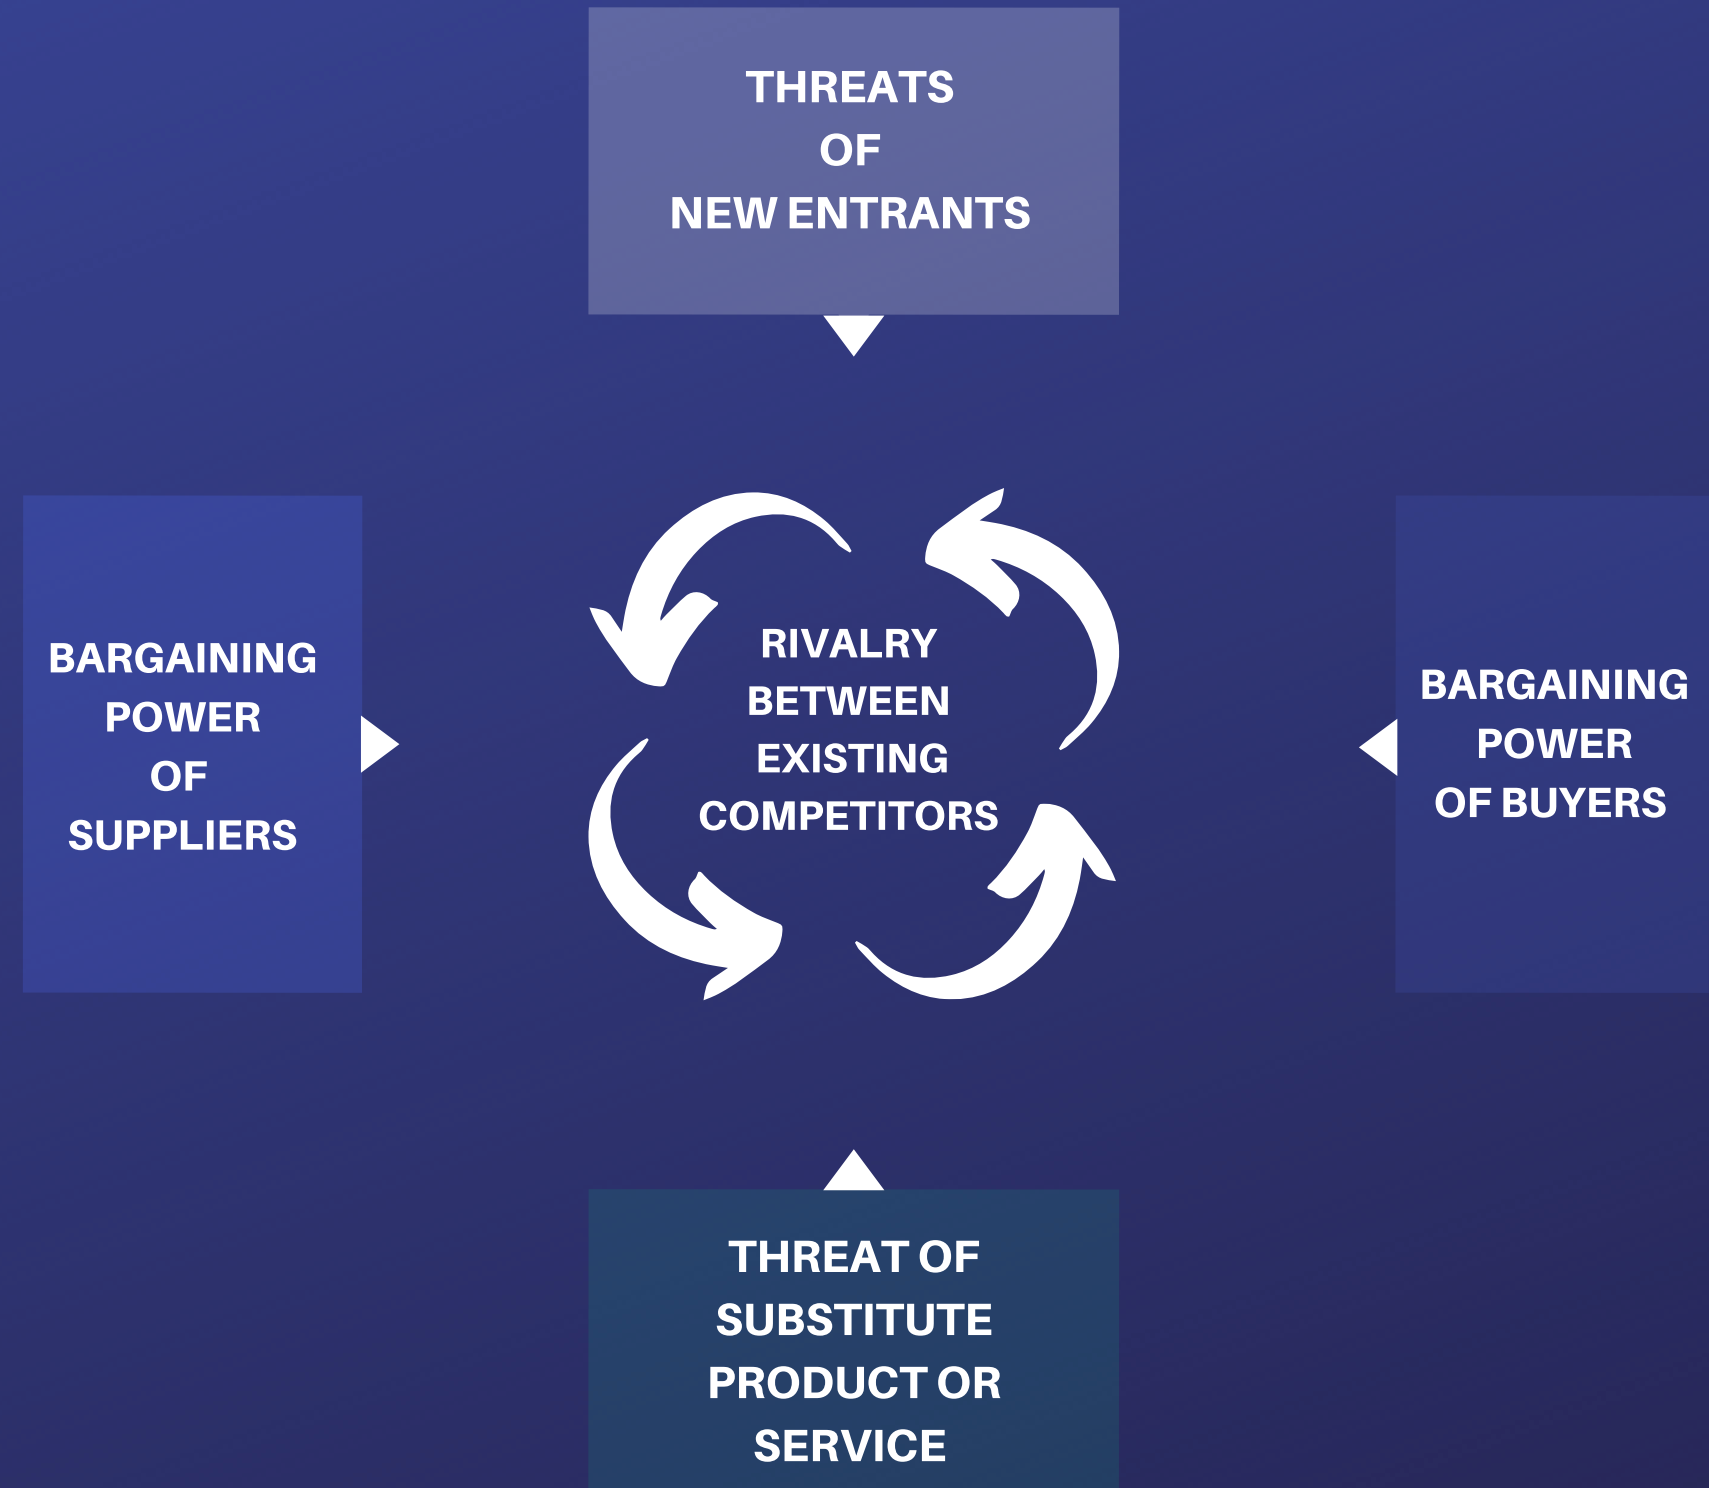 THREATS
OF
NEW ENTRANTS
BARGAINING
POWER
OF
SUPPLIERS
RIVALRY
BETWEEN
EXISTING
COMPETITORS
BARGAINING
POWER
OF BUYERS
THREAT OF
SUBSTITUTE
PRODUCT OR
SERVICE